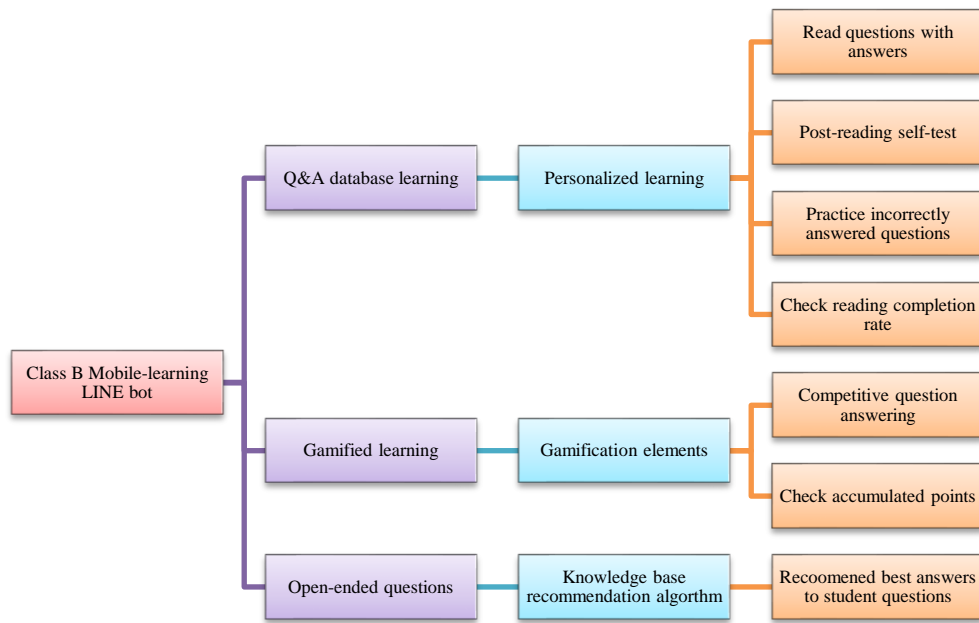 Read questions with
answers
Post-reading self-test
Q&A database learning
Personalized learning
Practice incorrectly
answered questions
Check reading completion
rate
Class B Mobile-learning
LINE bot
Competitive question
answering
Gamified learning
Gamification elements
Check accumulated points
Open-ended questions
Knowledge base
recommendation algorthm
Recoomened best answers
to student questions